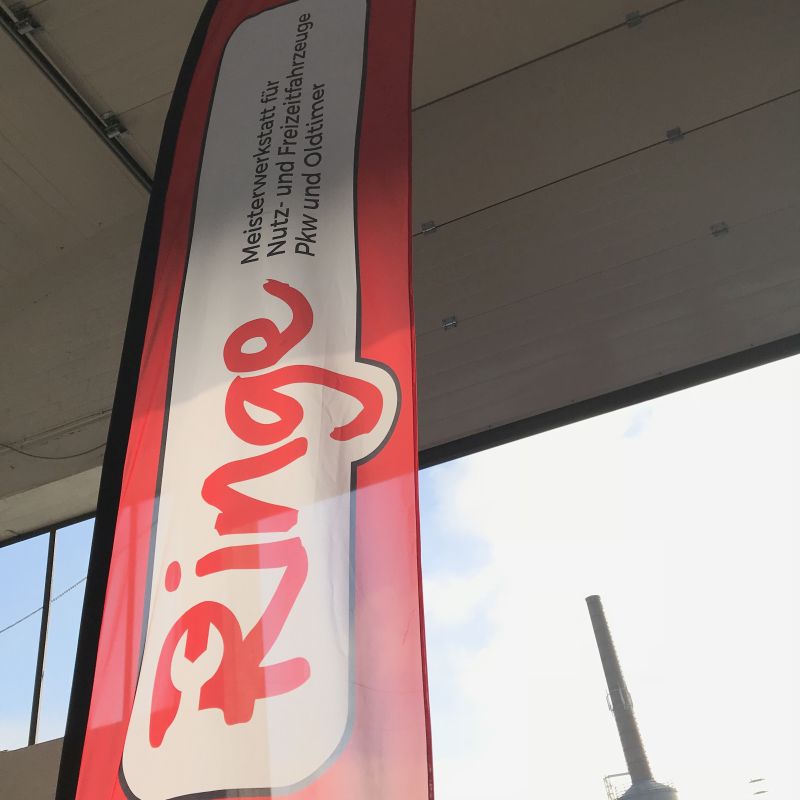 Ringe
Meisterwerkstatt für
Nutz- und Freizeitfahrzeuge
Pkw und Oldtimer